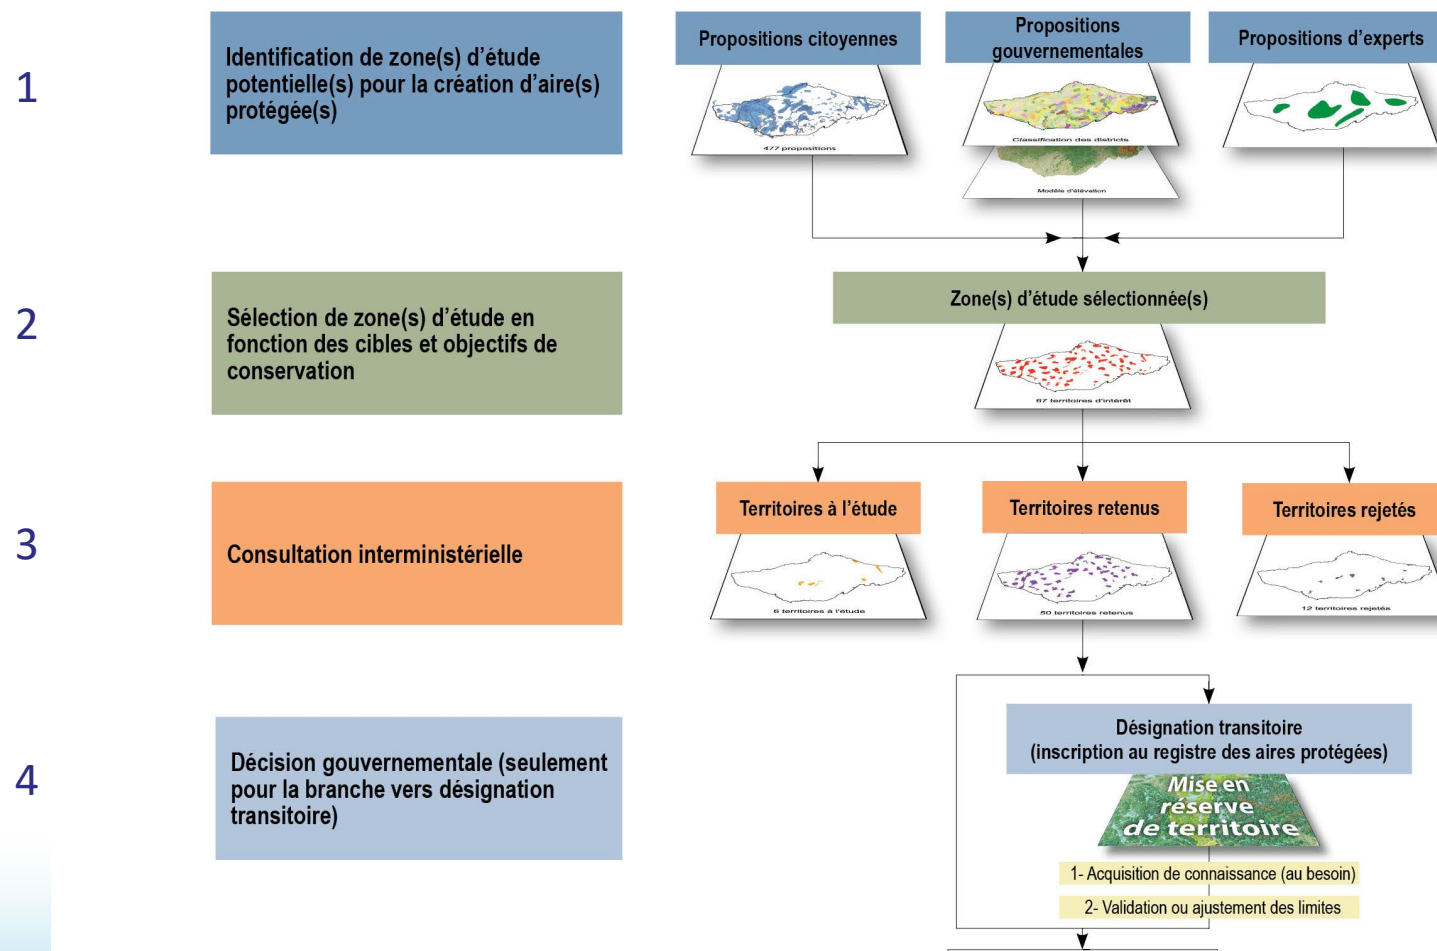 1
Identification de zone(s) d'étude
potentielle(s) pour la création d'aire(s)
protégée(s)
Propositions citoyennes
477 propositions
Propositions
gouvernementales
Classification des districts
Modèle d'élévation
Propositions d'experts
2
Sélection de zone(s) d'étude en
fonction des cibles et objectifs de
conservation
Zone(s) d'étude sélectionnée(s)
67 territoires d'intérêt
3
Consultation interministérielle
Territoires à l'étude
6 territoires à l'étude
Territoires retenus
50 territoires retenus
Territoires rejetés
12 territoires rejetés
4
Décision gouvernementale (seulement
pour la branche vers désignation
transitoire)
Désignation transitoire
(inscription au registre des aires protégées)
Mise en
réserve
de territoire
1- Acquisition de connaissance (au besoin)
2- Validation ou ajustement des limites